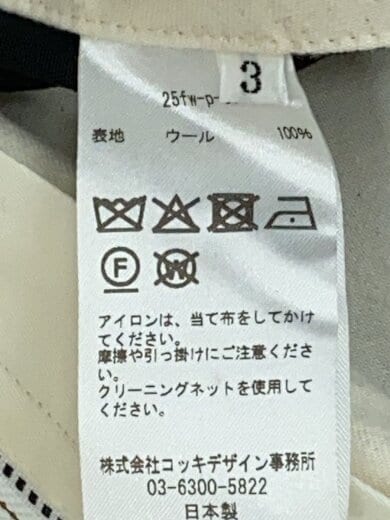 3
25fw-p-
表地 ウール 100%
F
W
アイロンは、当て布をしてかけ
てください。
摩擦や引っ掛けにご注意くださ
い。
クリーニングネットを使用して
ください。
株式会社コッキデザイン事務所
03-6300-5822
日本製